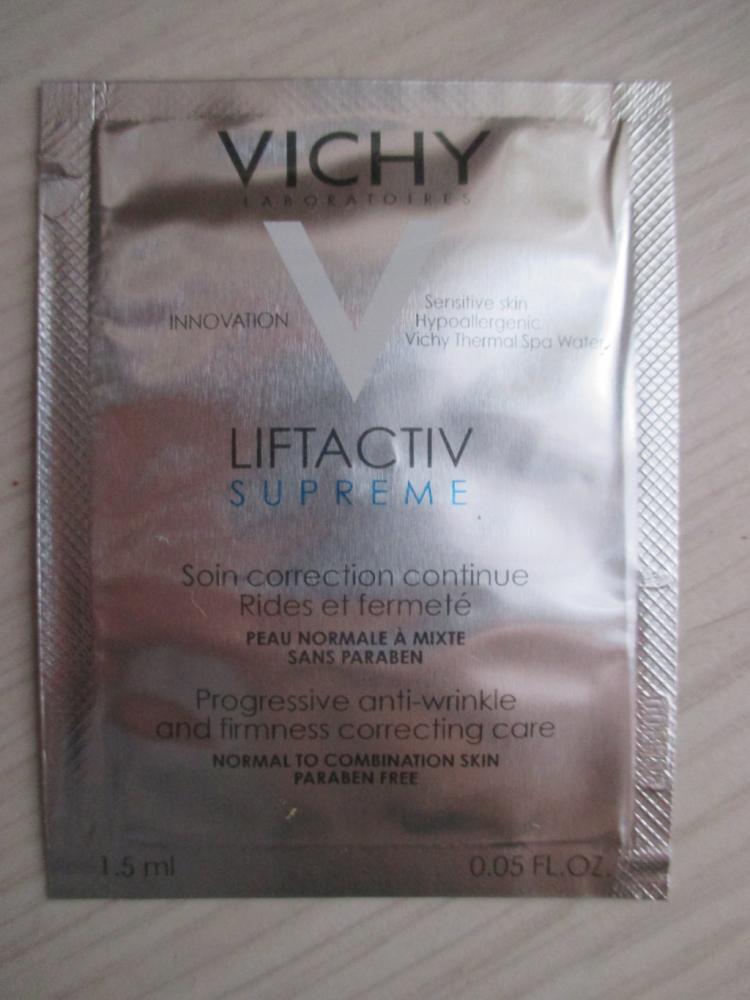 VICHY
LABORATOIRES
INNOVATION
Sensitive skin
Hypoallergenic
Vichy Thermal Spa Water
LIFTACTIV
SUPREME
Soin correction continue
Rides et fermeté
PEAU NORMALE À MIXTE
SANS PARABEN
Progressive anti-wrinkle
and firmness correcting care
NORMAL TO COMBINATION SKIN
PARABEN FREE
1.5 ml
0.05 FL.OZ.